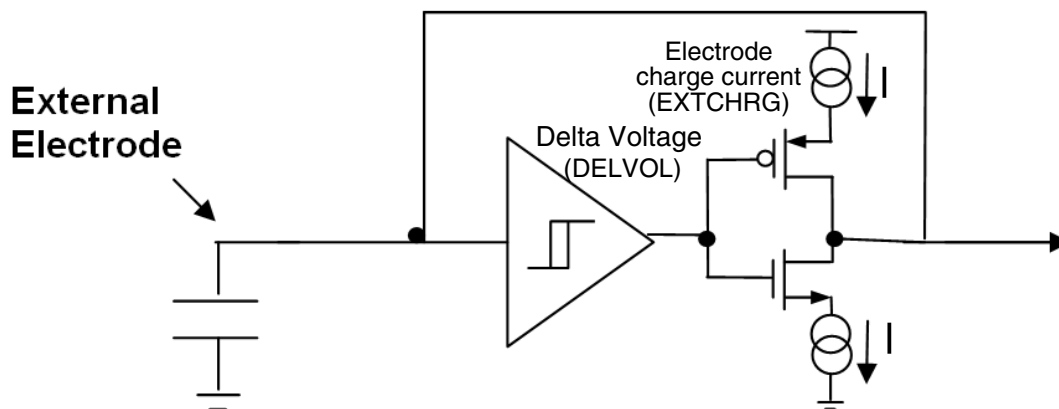 External
Electrode
Electrode
charge current
(EXTCHRG)
I
Delta Voltage
(DELVOL)
I